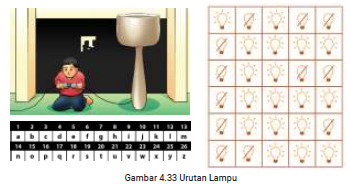 1 2 3 4 5 6 7 8 9 10 11 12 13
a b c d e f g h i j k l m
14 15 16 17 18 19 20 21 22 23 24 25 26
n o p q r s t u v w x y z
Gambar 4.33 Urutan Lampu